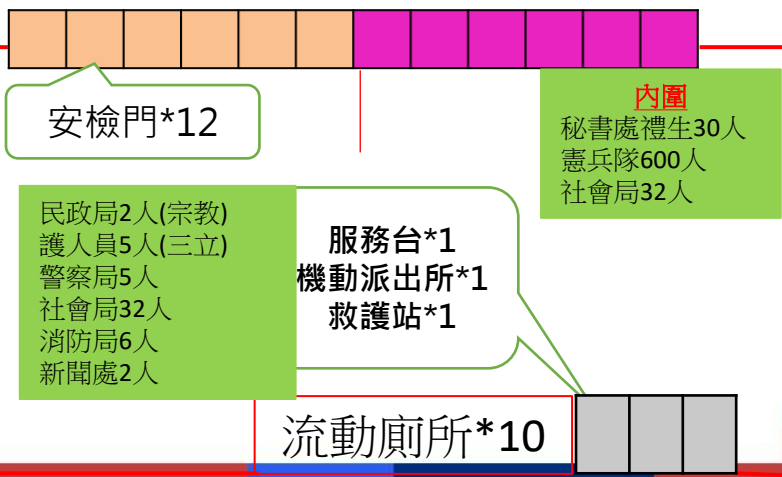 安檢門*12
內圍
秘書處禮生30人
憲兵隊600人
社會局32人
民政局2人(宗教)
護人員5人(三立)
警察局5人
社會局32人
消防局6人
新聞處2人
服務台*1
機動派出所*1
救護站*1
流動廁所*10